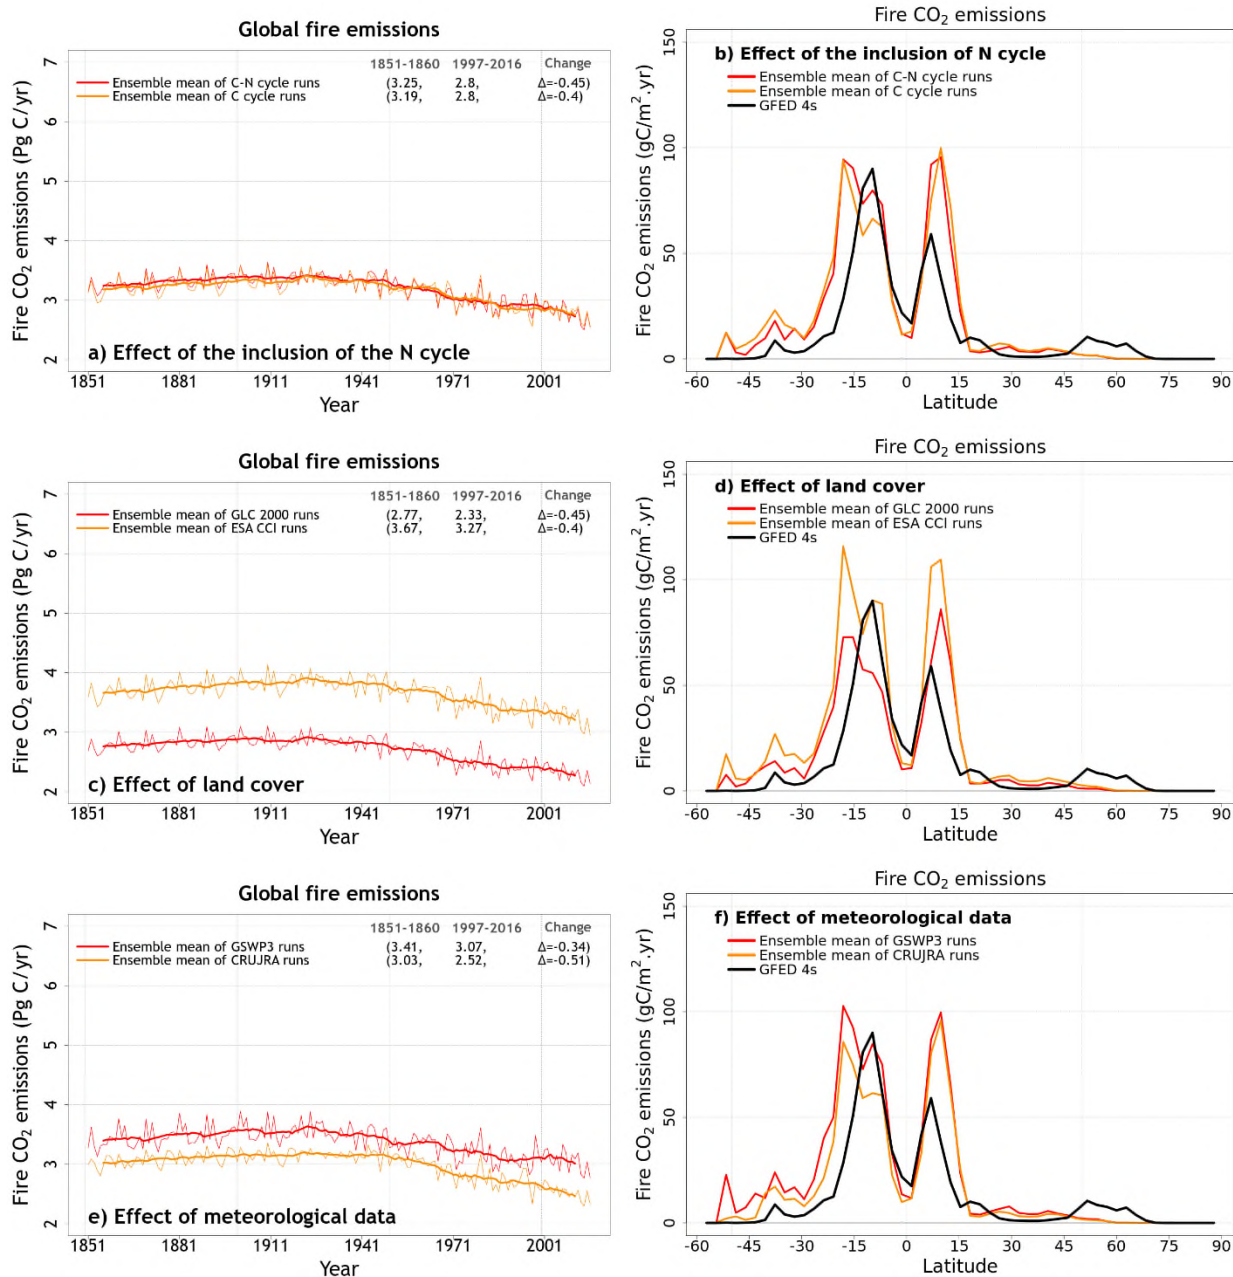 Global fire emissions
Fire CO2 emissions (Pg C/yr)
7
6
5
4
3
2
1851-1860 1997-2016 Change
Ensemble mean of C-N cycle runs (3.25, 2.8, Δ=-0.45)
Ensemble mean of C cycle runs (3.19, 2.8, Δ=-0.4)
a) Effect of the inclusion of the N cycle
1851 1881 1911 1941 1971 2001
Year
Fire CO2 emissions
Fire CO2 emissions (gC/m2.yr)
150
100
50
0
b) Effect of the inclusion of N cycle
Ensemble mean of C-N cycle runs
Ensemble mean of C cycle runs
GFED 4s
-60 -45 -30 -15 0 15 30 45 60 75 90
Latitude
Global fire emissions
Fire CO2 emissions (Pg C/yr)
7
6
5
4
3
2
1851-1860 1997-2016 Change
Ensemble mean of GLC 2000 runs (2.77, 2.33, Δ=-0.45)
Ensemble mean of ESA CCI runs (3.67, 3.27, Δ=-0.4)
c) Effect of land cover
1851 1881 1911 1941 1971 2001
Year
Fire CO2 emissions
Fire CO2 emissions (gC/m2.yr)
150
100
50
0
d) Effect of land cover
Ensemble mean of GLC 2000 runs
Ensemble mean of ESA CCI runs
GFED 4s
-60 -45 -30 -15 0 15 30 45 60 75 90
Latitude
Global fire emissions
Fire CO2 emissions (Pg C/yr)
7
6
5
4
3
2
1851-1860 1997-2016 Change
Ensemble mean of GSWP3 runs (3.41, 3.07, Δ=-0.34)
Ensemble mean of CRUJRA runs (3.03, 2.52, Δ=-0.51)
e) Effect of meteorological data
1851 1881 1911 1941 1971 2001
Year
Fire CO2 emissions
Fire CO2 emissions (gC/m2.yr)
150
100
50
0
f) Effect of meteorological data
Ensemble mean of GSWP3 runs
Ensemble mean of CRUJRA runs
GFED 4s
-60 -45 -30 -15 0 15 30 45 60 75 90
Latitude